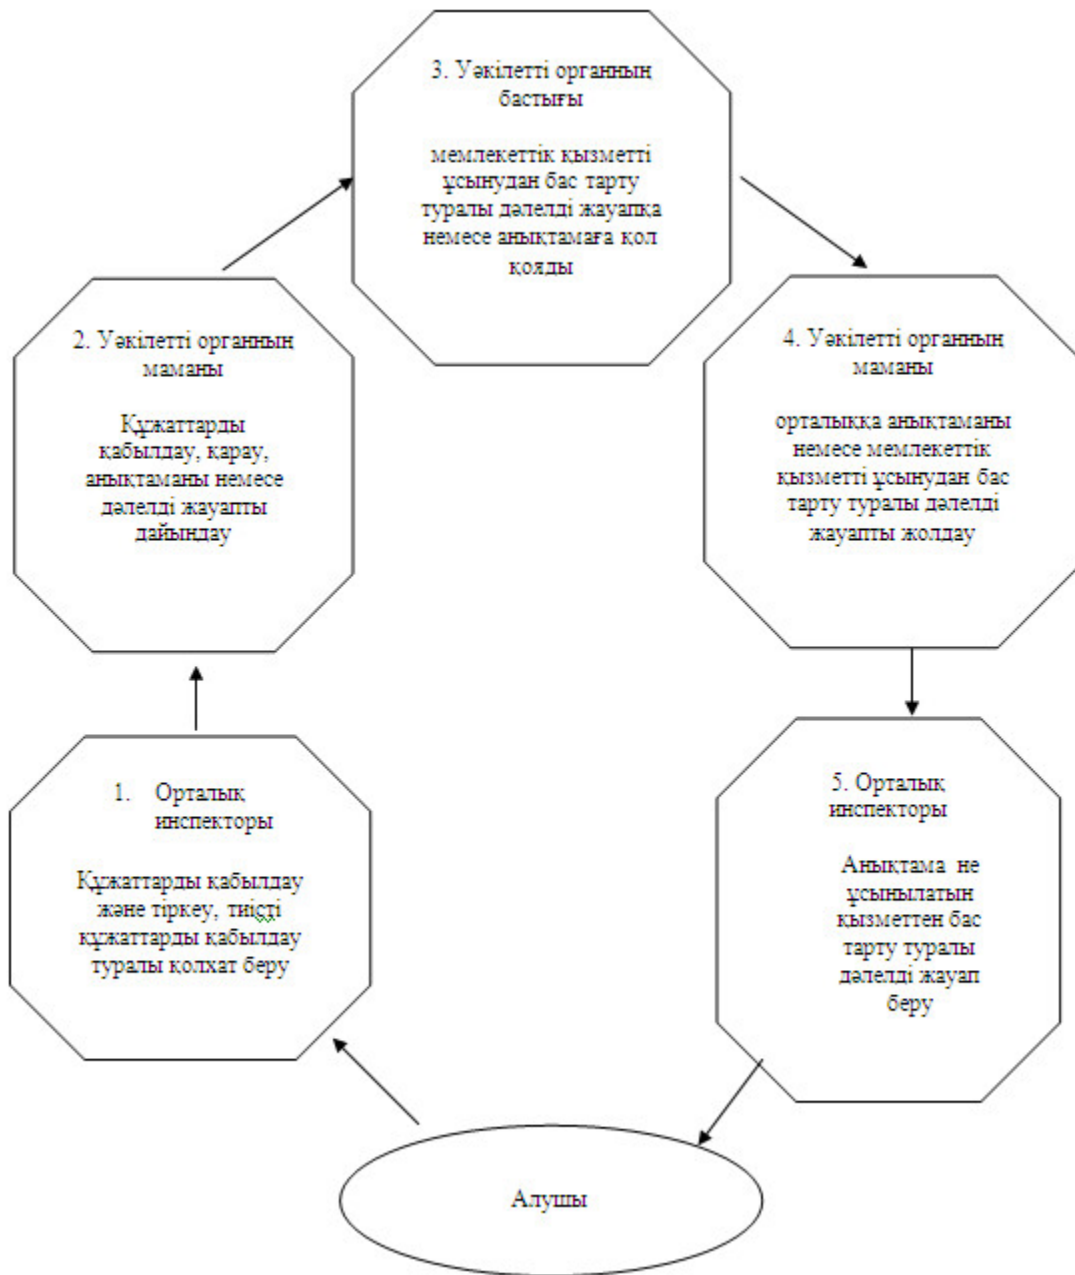 3. Уәкілетті органның
бастығы
мемлекеттік қызметті
ұсынудан бас тарту
туралы дәлелді жауапқа
немесе анықтамаға қол
қояды
2. Уәкілетті органның
маманы
Құжаттарды
қабылдау, қарау,
анықтаманы немесе
дәлелді жауапты
дайындау
4. Уәкілетті органның
маманы
орталыққа анықтаманы
немесе мемлекеттік
қызметті ұсынудан бас
тарту туралы дәлелді
жауапты жолдау
1. Орталық
инспекторы
Құжаттарды қабылдау
және тіркеу, тиісті
құжаттарды қабылдау
туралы қолхат беру
5. Орталық
инспекторы
Анықтама не
ұсынылатын
қызметтен бас
тарту туралы
дәлелді жауап
беру
Алушы